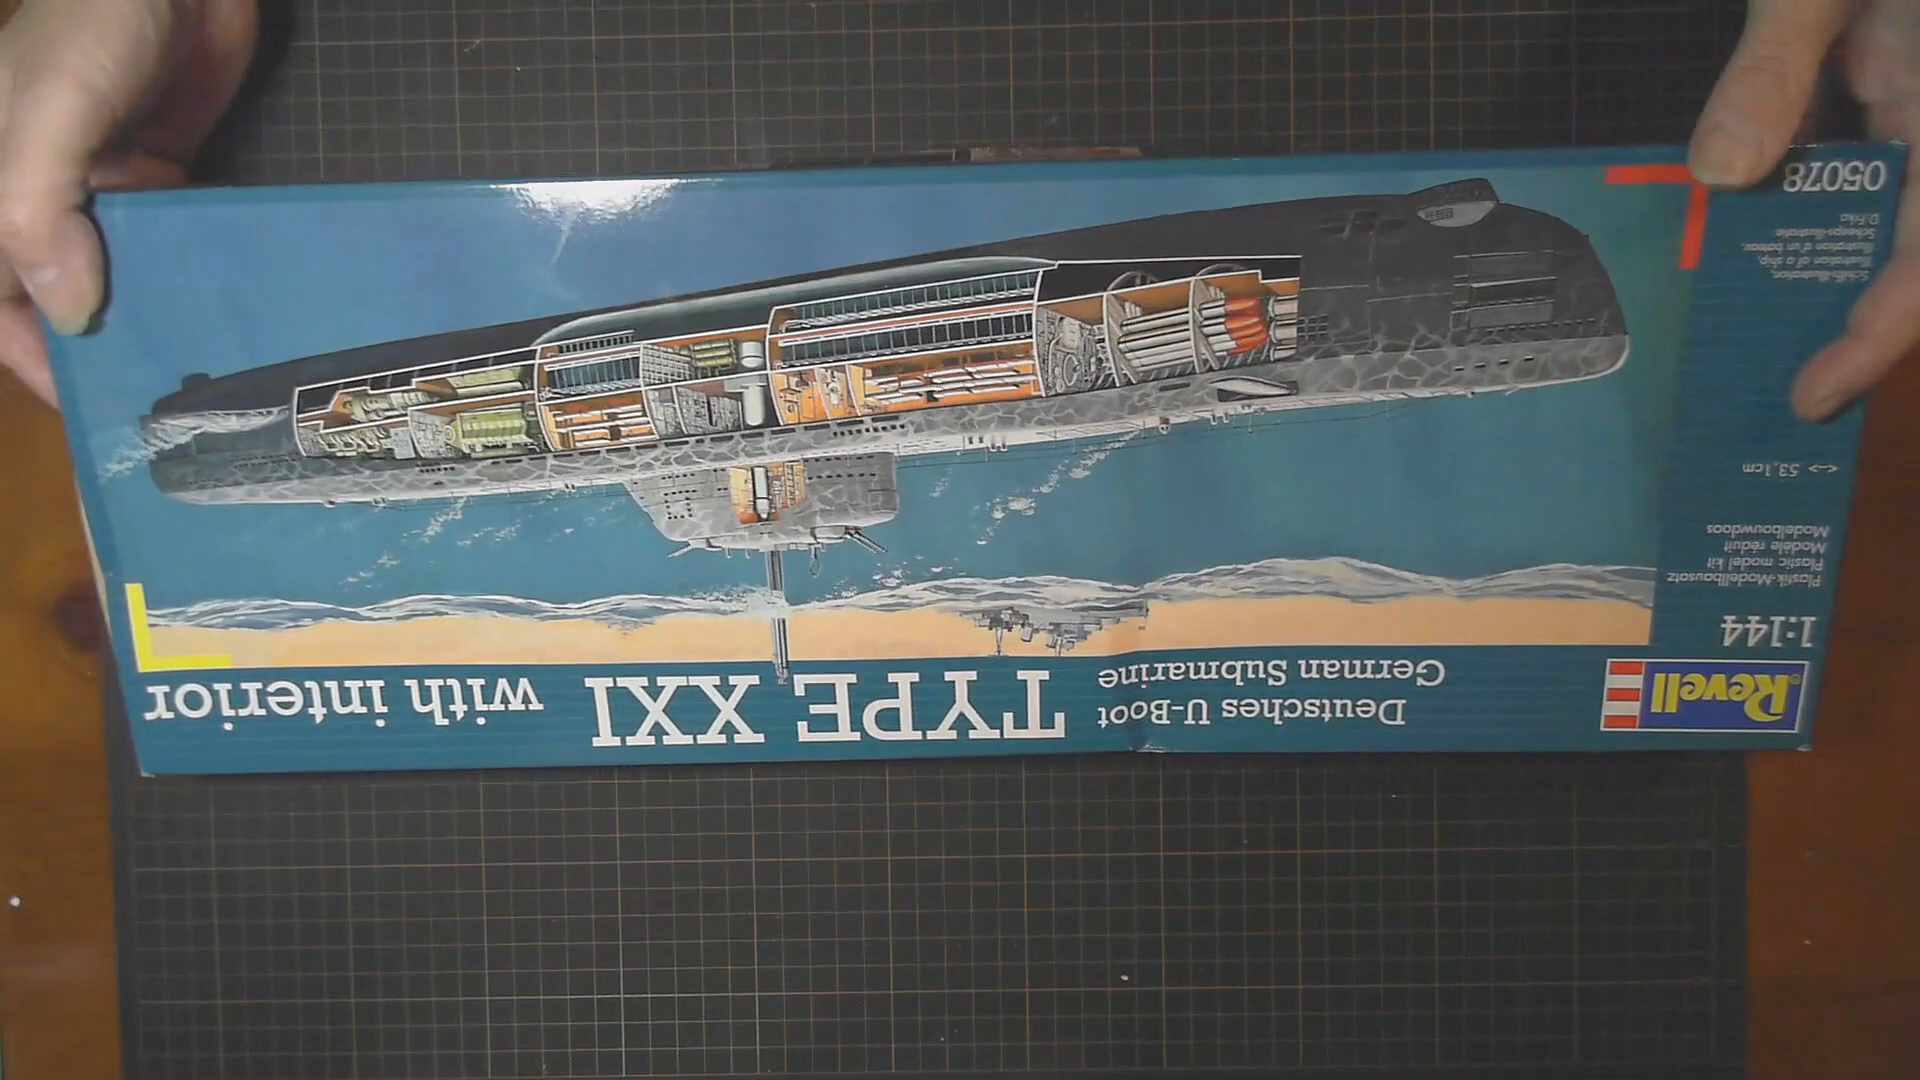 Revell
Deutsches U-Boot
German Submarine
TYPE XXI
with interior
1:144
Plastik-Modellbausatz
Plastic model kit
Modèle réduit
Modelbouwdoos
<-> 53,1cm
Schiffs-Illustration,
Illustration of a ship,
Illustration d'un bateau,
Scheeps-illustratie:
05078